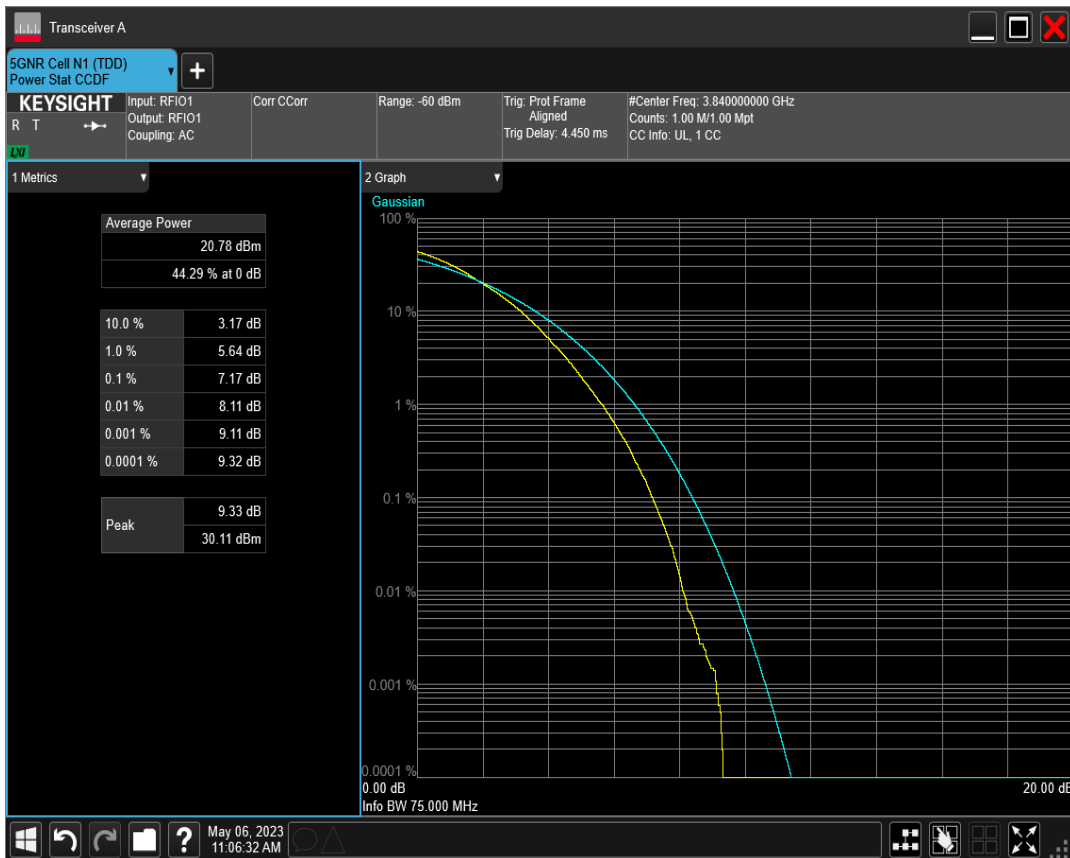 Transceiver A
5GNR Cell N1 (TDD)
Power Stat CCDF
KEYSIGHT
R T
LXI
Input: RFIO1
Output: RFIO1
Coupling: AC
Corr CCorr
Range: -60 dBm
Trig: Prot Frame
Aligned
Trig Delay: 4.450 ms
#Center Freq: 3.840000000 GHz
Counts: 1.00 M/1.00 Mpt
CC Info: UL, 1 CC
1 Metrics
Average Power
20.78 dBm
44.29 % at 0 dB
10.0 % 3.17 dB
1.0 % 5.64 dB
0.1 % 7.17 dB
0.01 % 8.11 dB
0.001 % 9.11 dB
0.0001 % 9.32 dB
Peak
9.33 dB
30.11 dBm
2 Graph
Gaussian
100 %
10 %
1 %
0.1 %
0.01 %
0.001 %
0.0001 %
0.00 dB
20.00 dB
Info BW 75.000 MHz
?
May 06, 2023
11:06:32 AM